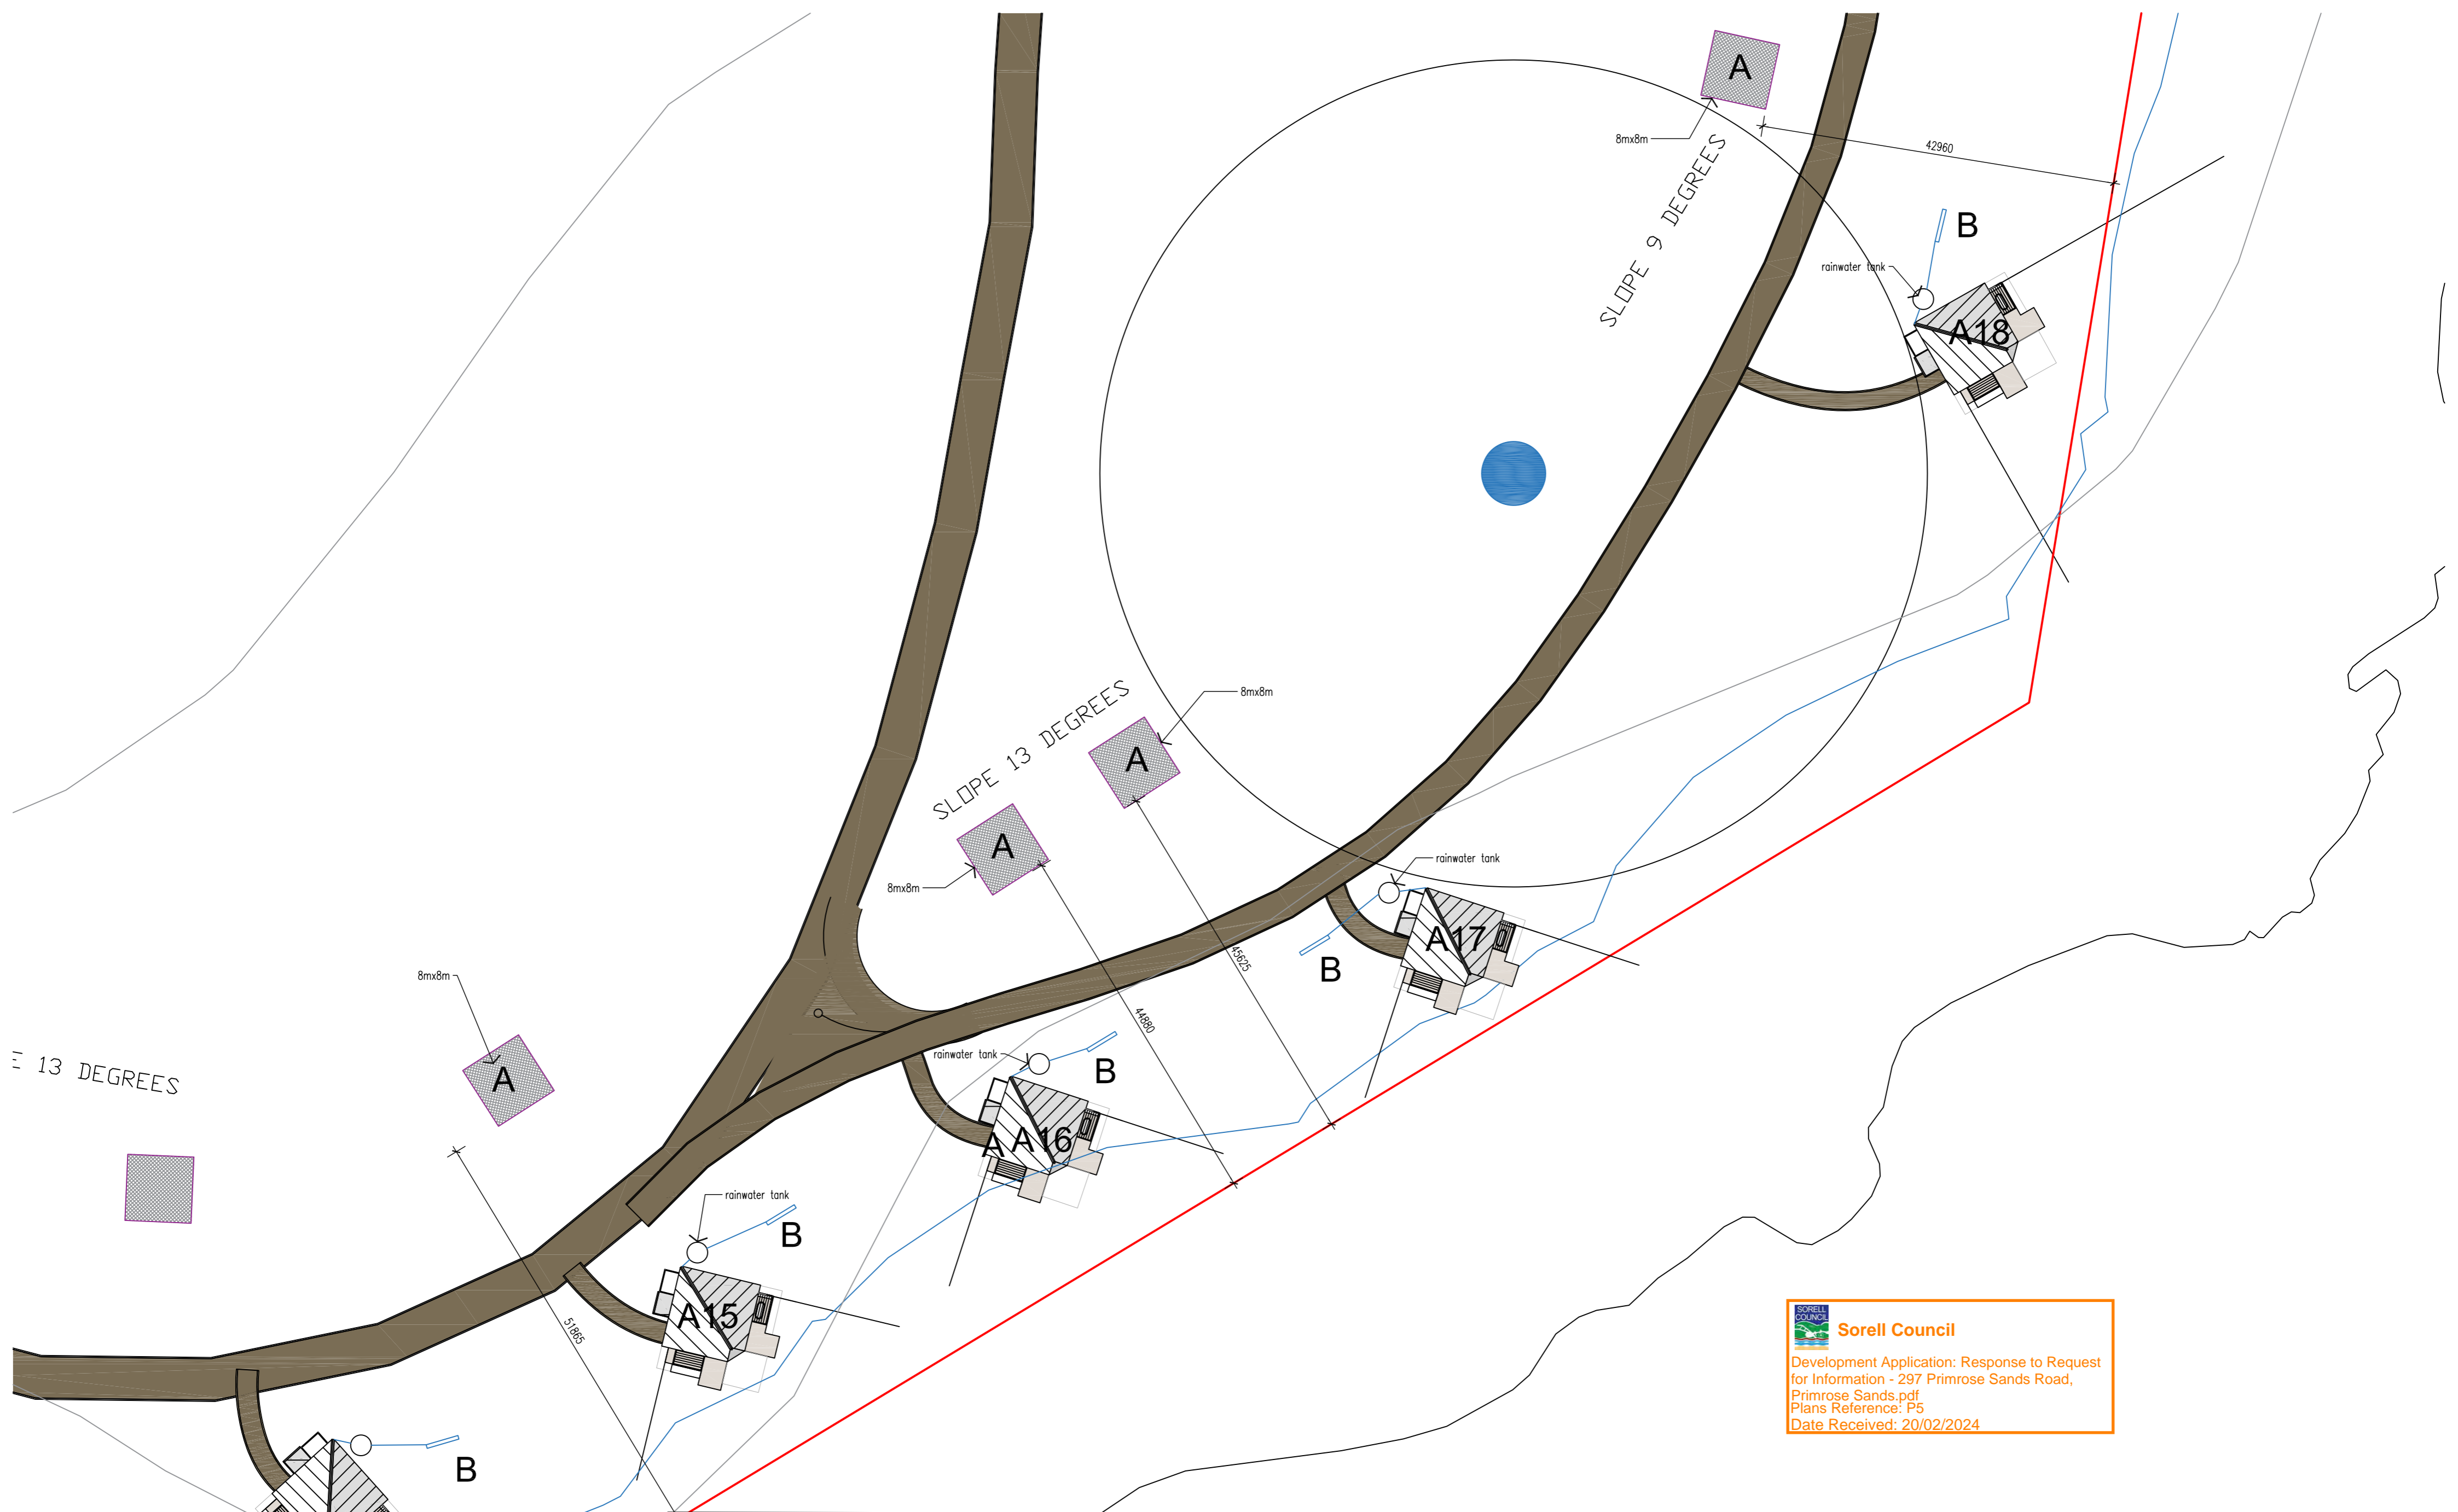 A
8mx8m
42960
SLOPE 9 DEGREES
B
rainwater tank
A18
8mx8m
SLOPE 13 DEGREES
A
A
8mx8m
rainwater tank
A17
45625
B
8mx8m
44880
rainwater tank
B
A
E 13 DEGREES
A
A16
rainwater tank
B
A15
51865
B
SORELL
COUNCIL
Sorell Council
Development Application: Response to Request
for Information - 297 Primrose Sands Road,
Primrose Sands.pdf
Plans Reference: P5
Date Received: 20/02/2024